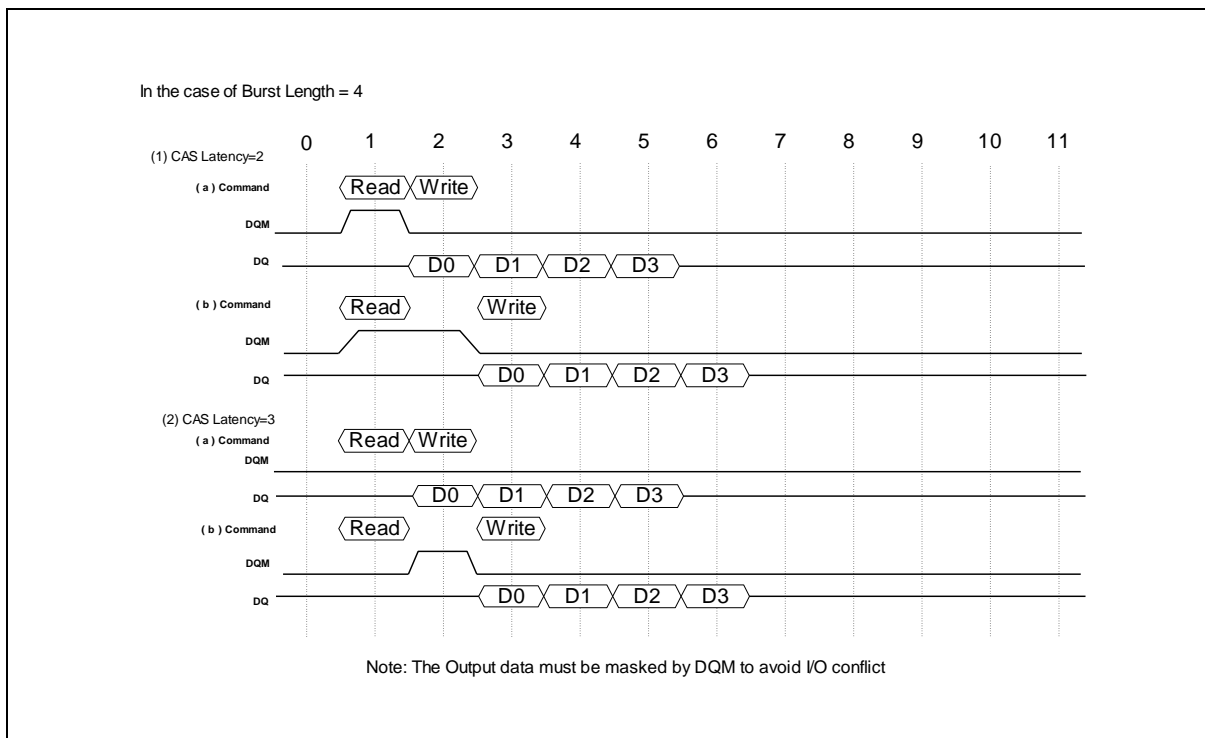 In the case of Burst Length = 4
0 1 2 3 4 5 6 7 8 9 10 11
(1) CAS Latency=2
( a ) Command Read Write
DQM
DQ D0 D1 D2 D3
( b ) Command Read Write
DQM
DQ D0 D1 D2 D3
(2) CAS Latency=3
( a ) Command Read Write
DQM
DQ D0 D1 D2 D3
( b ) Command Read Write
DQM
DQ D0 D1 D2 D3
Note: The Output data must be masked by DQM to avoid I/O conflict